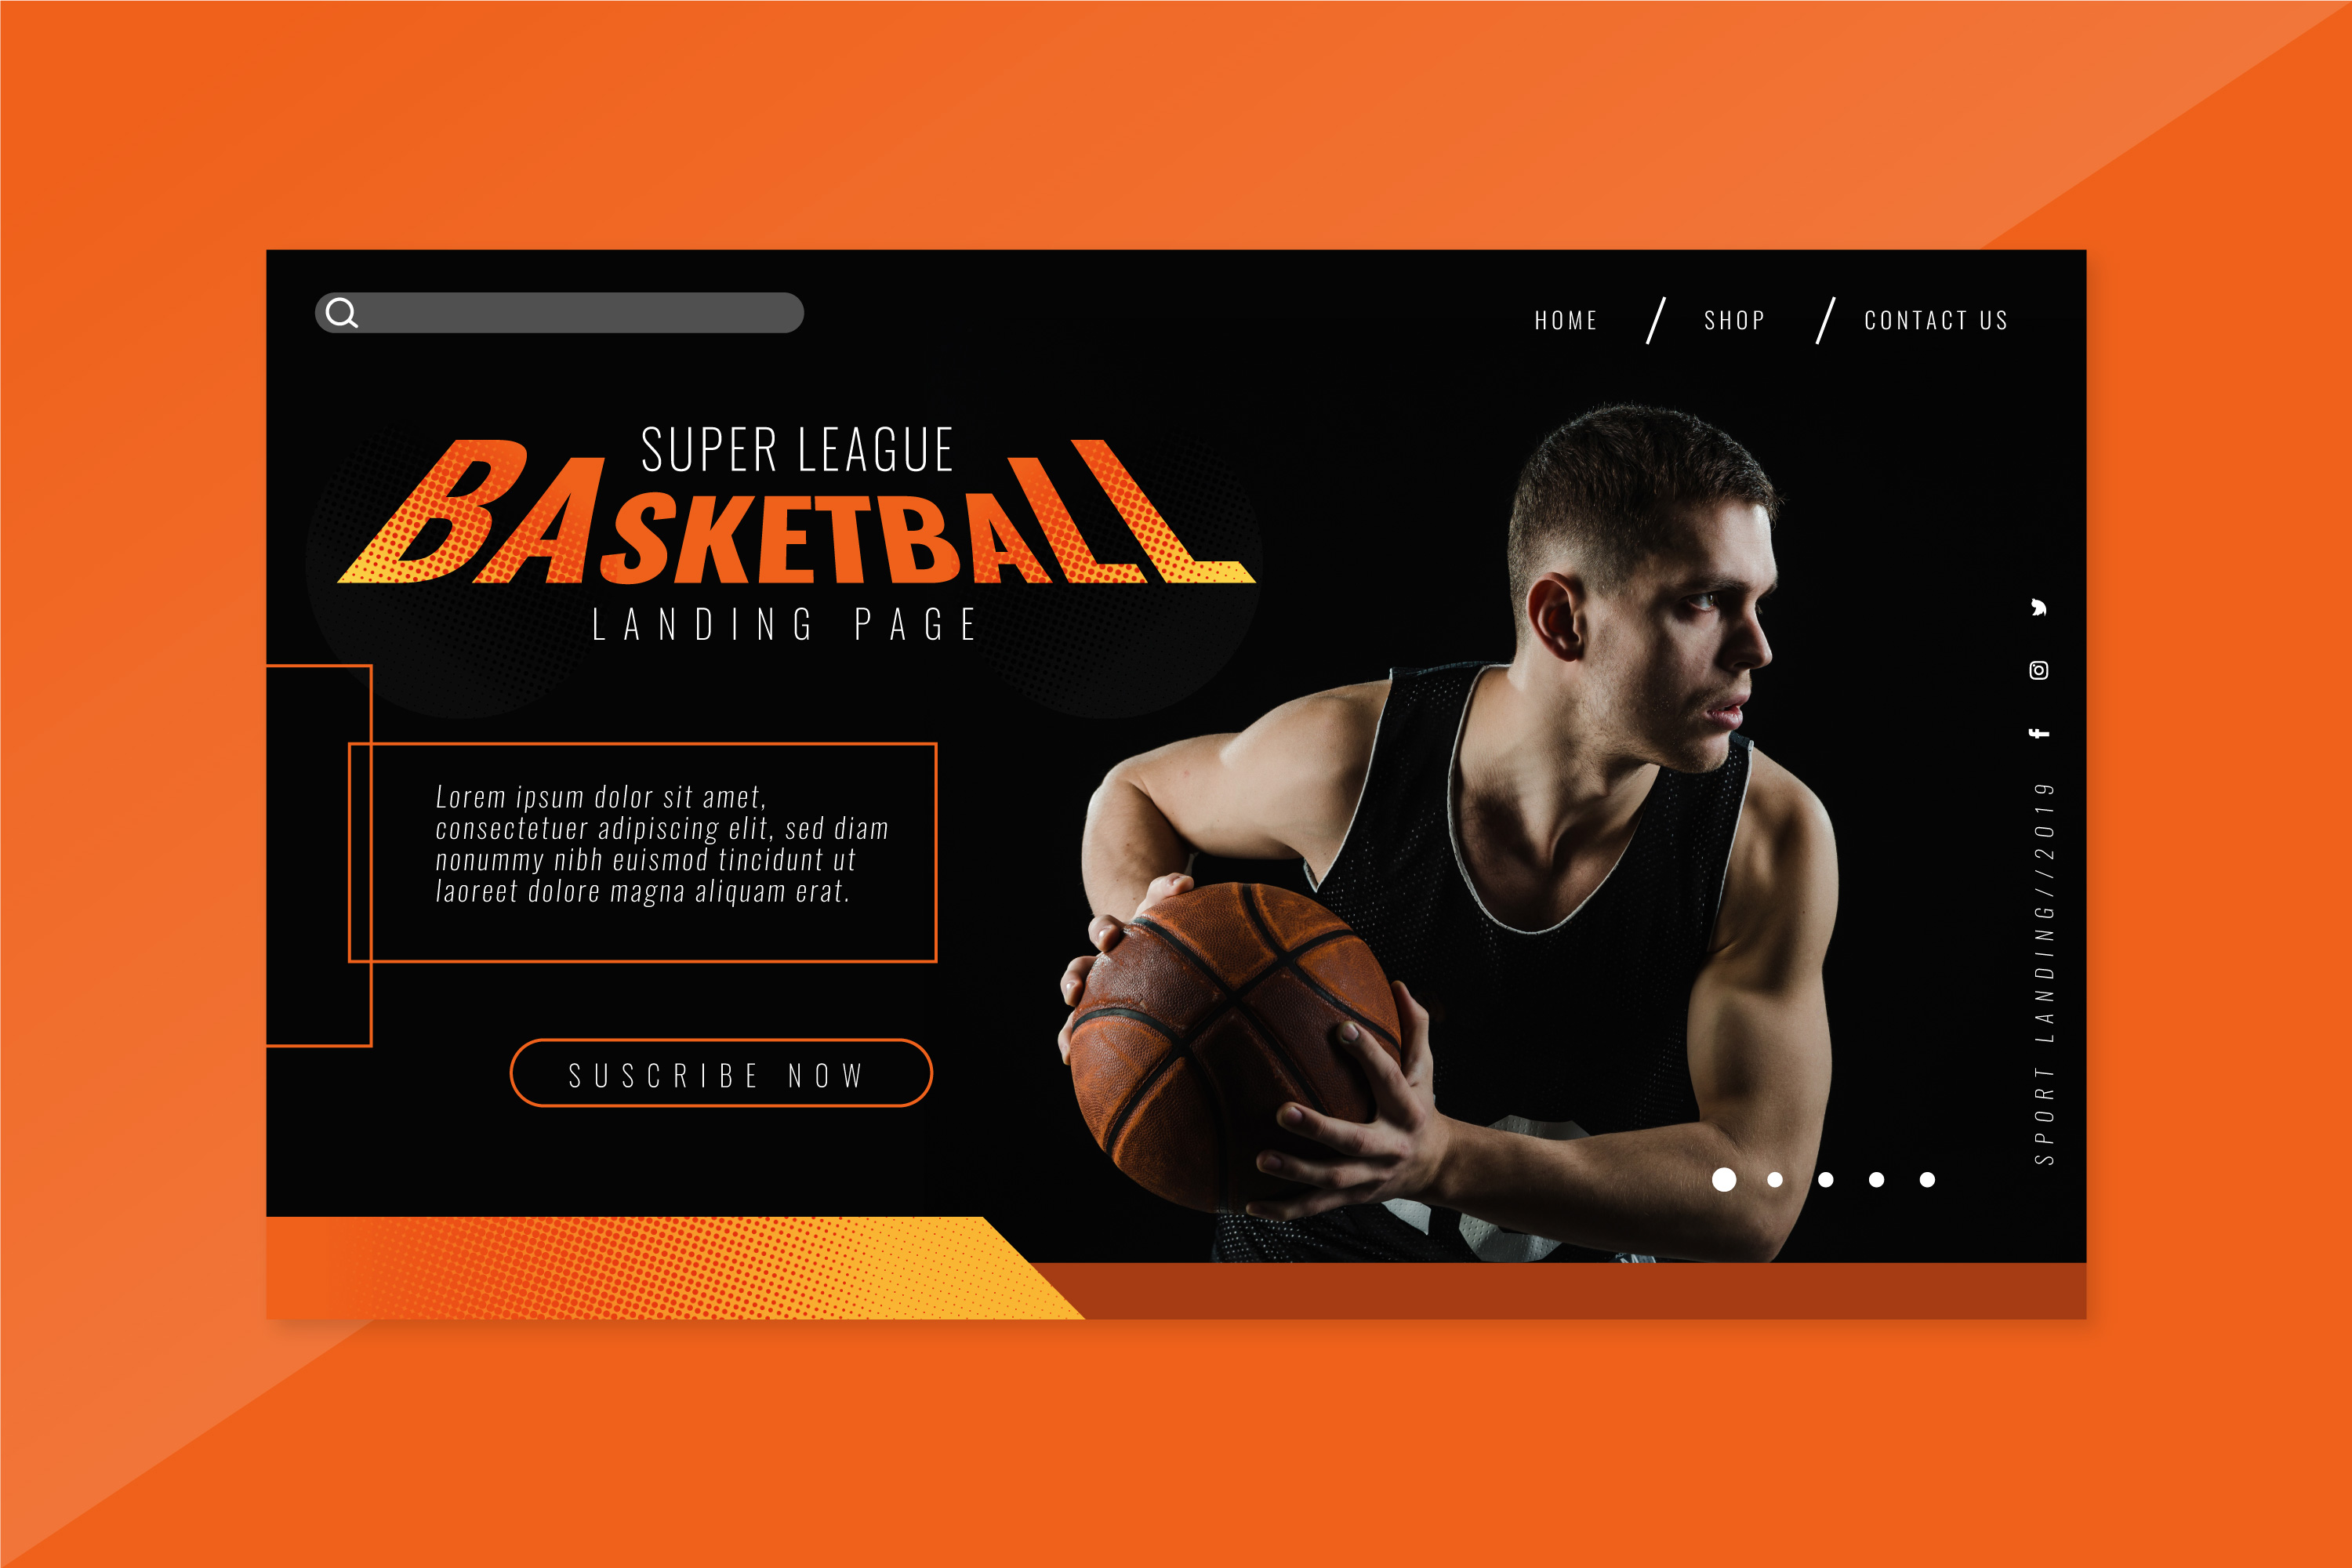 HOME / SHOP / CONTACT US
SUPER LEAGUE
BASKETBALL
LANDING PAGE
Lorem ipsum dolor sit amet,
consectetuer adipiscing elit, sed diam
nonummy nibh euismod tincidunt ut
laoreet dolore magna aliquam erat.
SUSCRIBE NOW
SPORT LANDING//2019